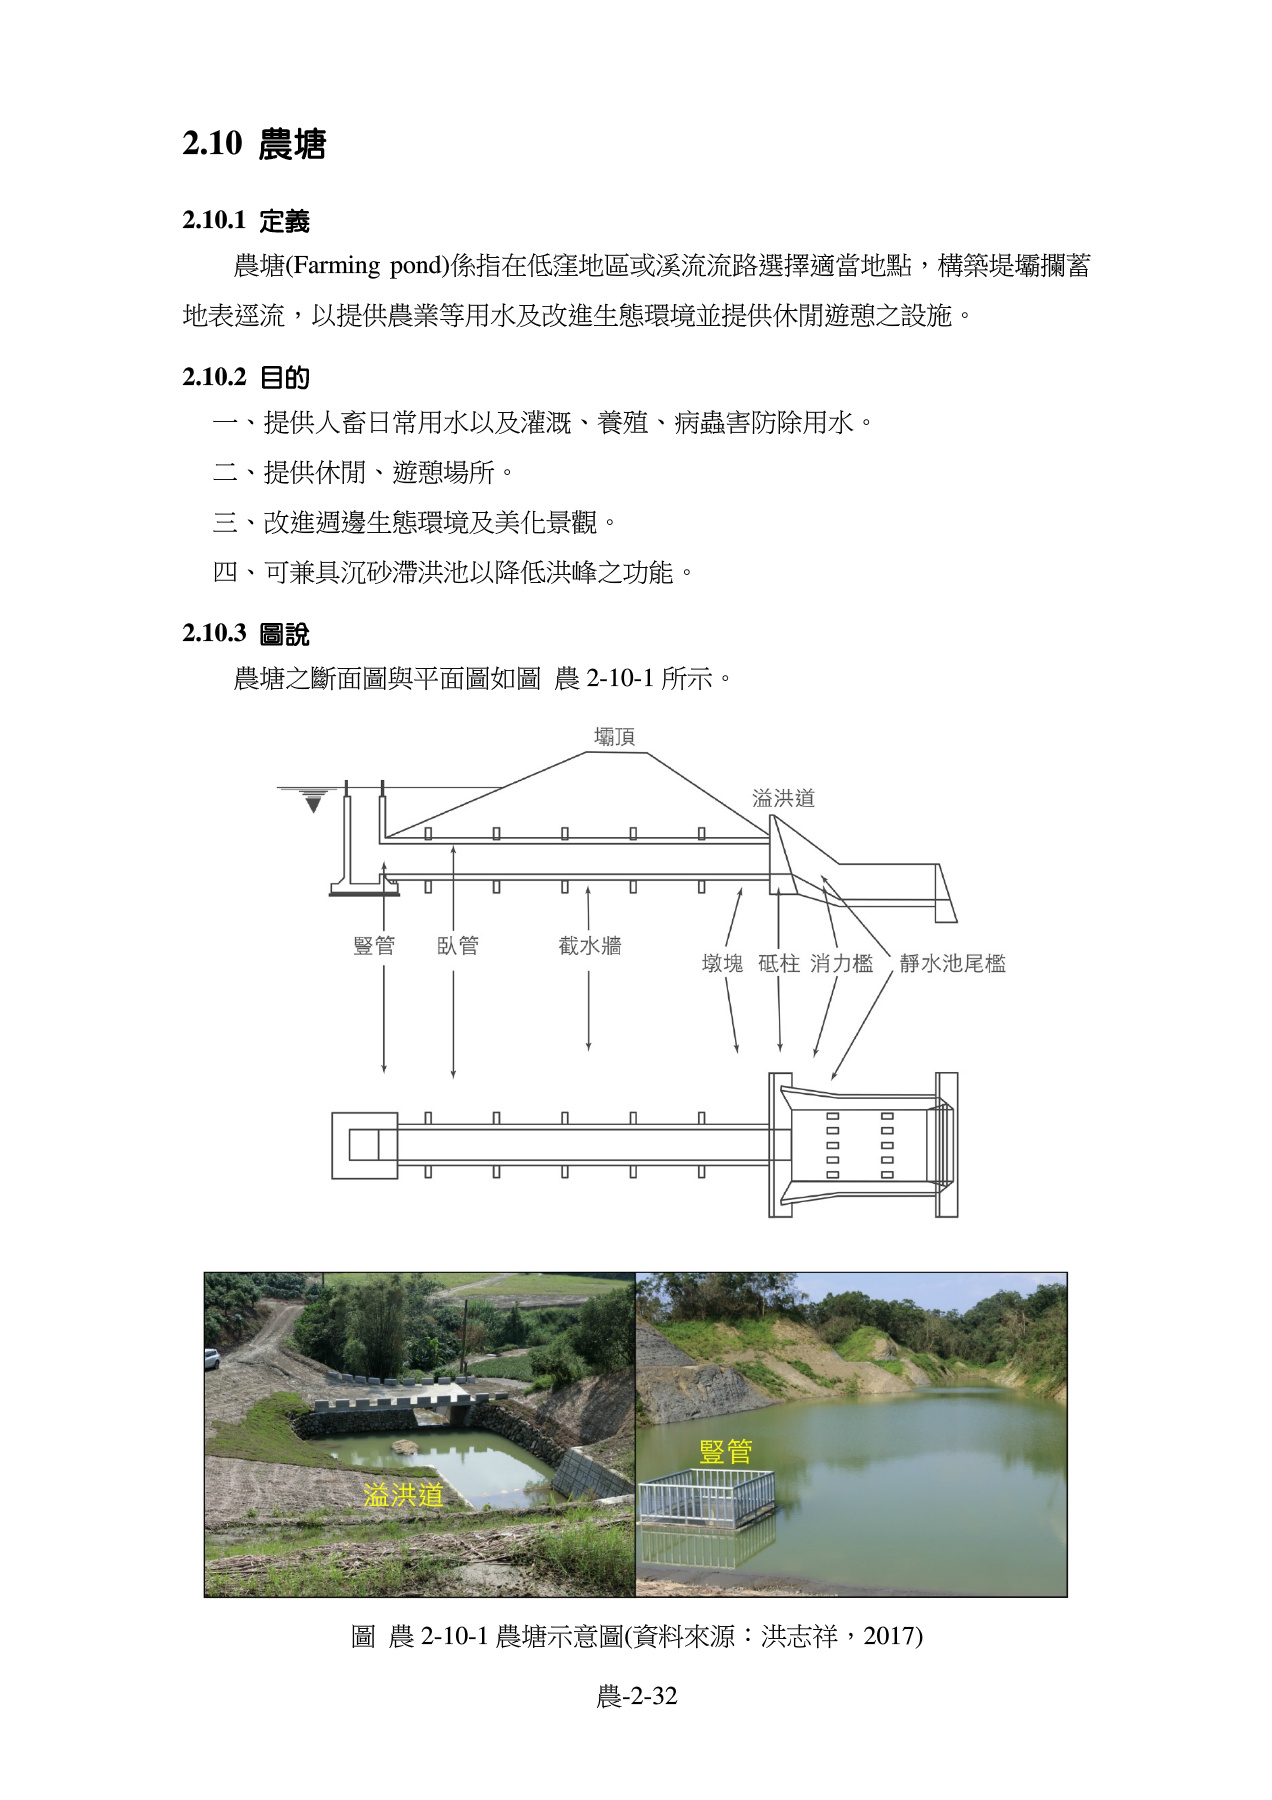 2.10 農塘
2.10.1 定義
農塘(Farming pond)係指在低窪地區或溪流流路選擇適當地點，構築堤壩攔蓄
地表逕流，以提供農業等用水及改進生態環境並提供休閒遊憩之設施。
2.10.2 目的
一、提供人畜日常用水以及灌溉、養殖、病蟲害防除用水。
二、提供休閒、遊憩場所。
三、改進週邊生態環境及美化景觀。
四、可兼具沉砂滯洪池以降低洪峰之功能。
2.10.3 圖說
農塘之斷面圖與平面圖如圖 農 2-10-1 所示。
壩頂
溢洪道
豎管 臥管 截水牆
墩塊 砥柱 消力檻 靜水池尾檻
豎管
溢洪道
圖 農 2-10-1 農塘示意圖(資料來源：洪志祥，2017)
農-2-32